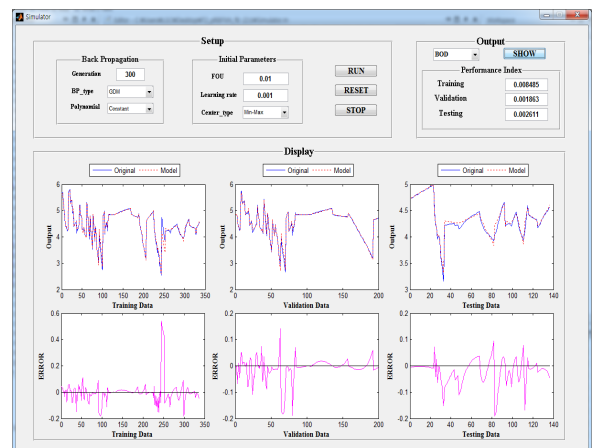 Simulator
Setup
Back Propagation
Generation 300
BP_type GDM
Polynomial Constant
Initial Parameters
FOU 0.01
Learning rate 0.001
Center_type Min-Max
RUN
RESET
STOP
Output
BOD SHOW
Performance Index
Training 0.008485
Validation 0.001863
Testing 0.002611
Display
Original Model
Output
6
5
4
3
2
0 50 100 150 200 250 300 350
Training Data
Original Model
Output
6
5
4
3
2
0 50 100 150 200
Validation Data
Original Model
Output
5
4.5
4
3.5
3
0 20 40 60 80 100 120 140
Testing Data
ERROR
0.6
0.4
0.2
0
-0.2
0 50 100 150 200 250 300 350
Training Data
ERROR
0.2
0.1
0
-0.1
-0.2
0 50 100 150 200
Validation Data
ERROR
0.2
0.1
0
-0.1
-0.2
0 20 40 60 80 100 120 140
Testing Data